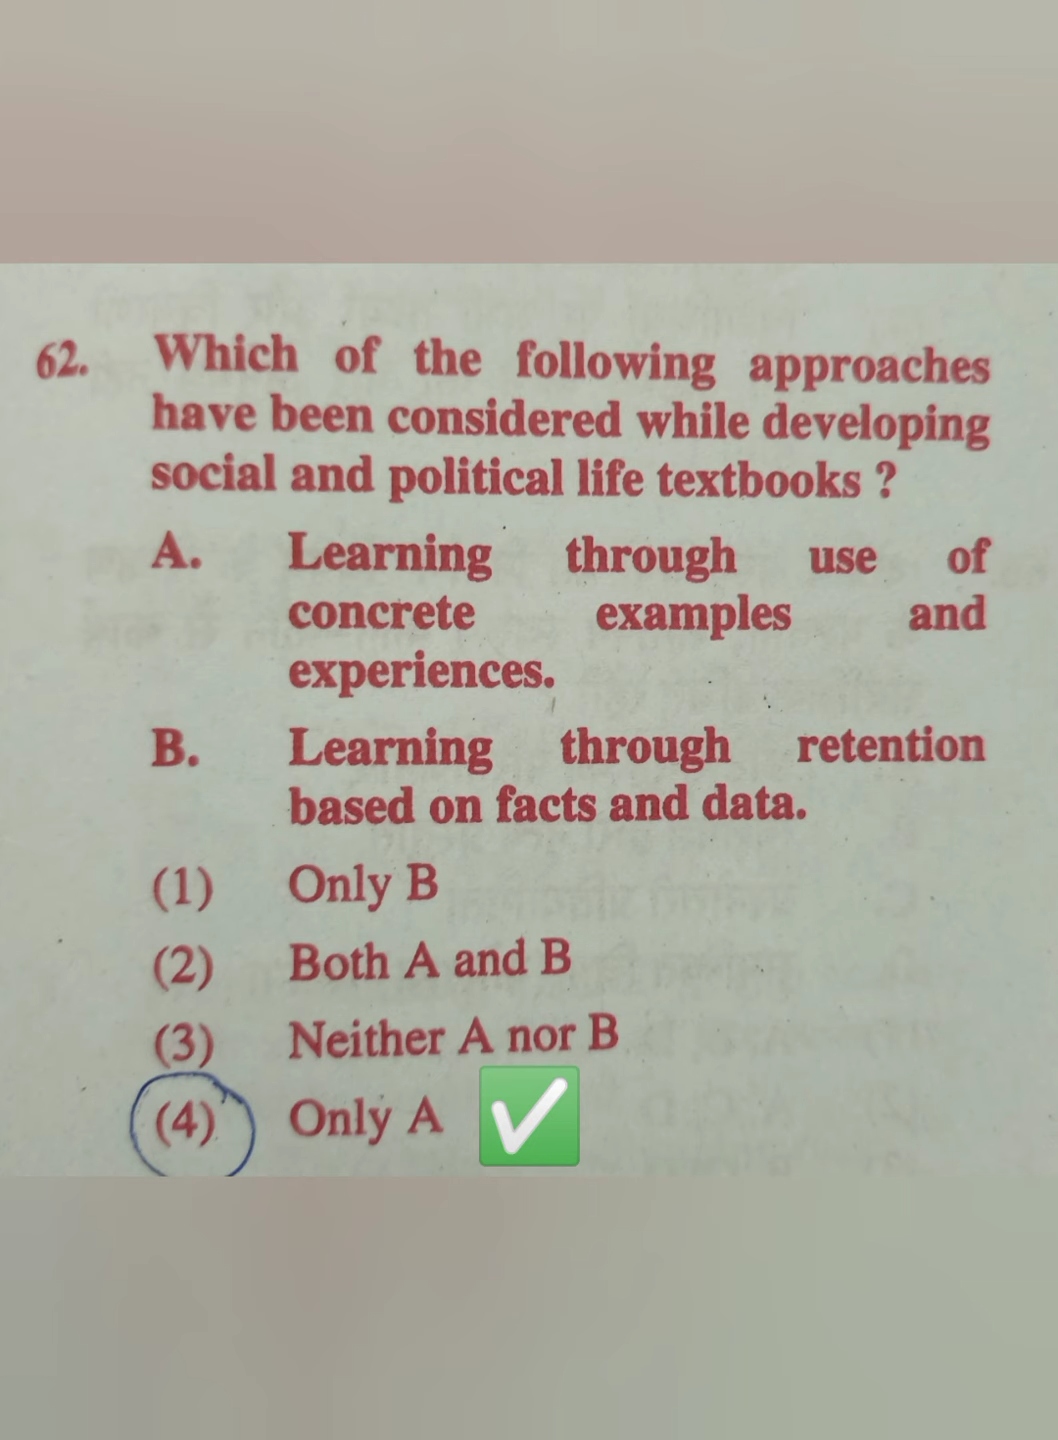 62. Which of the following approaches
have been considered while developing
social and political life textbooks ?
A. Learning through use of
concrete examples and
experiences.
B. Learning through retention
based on facts and data.
(1) Only B
(2) Both A and B
(3) Neither A nor B
(4) Only A ✅